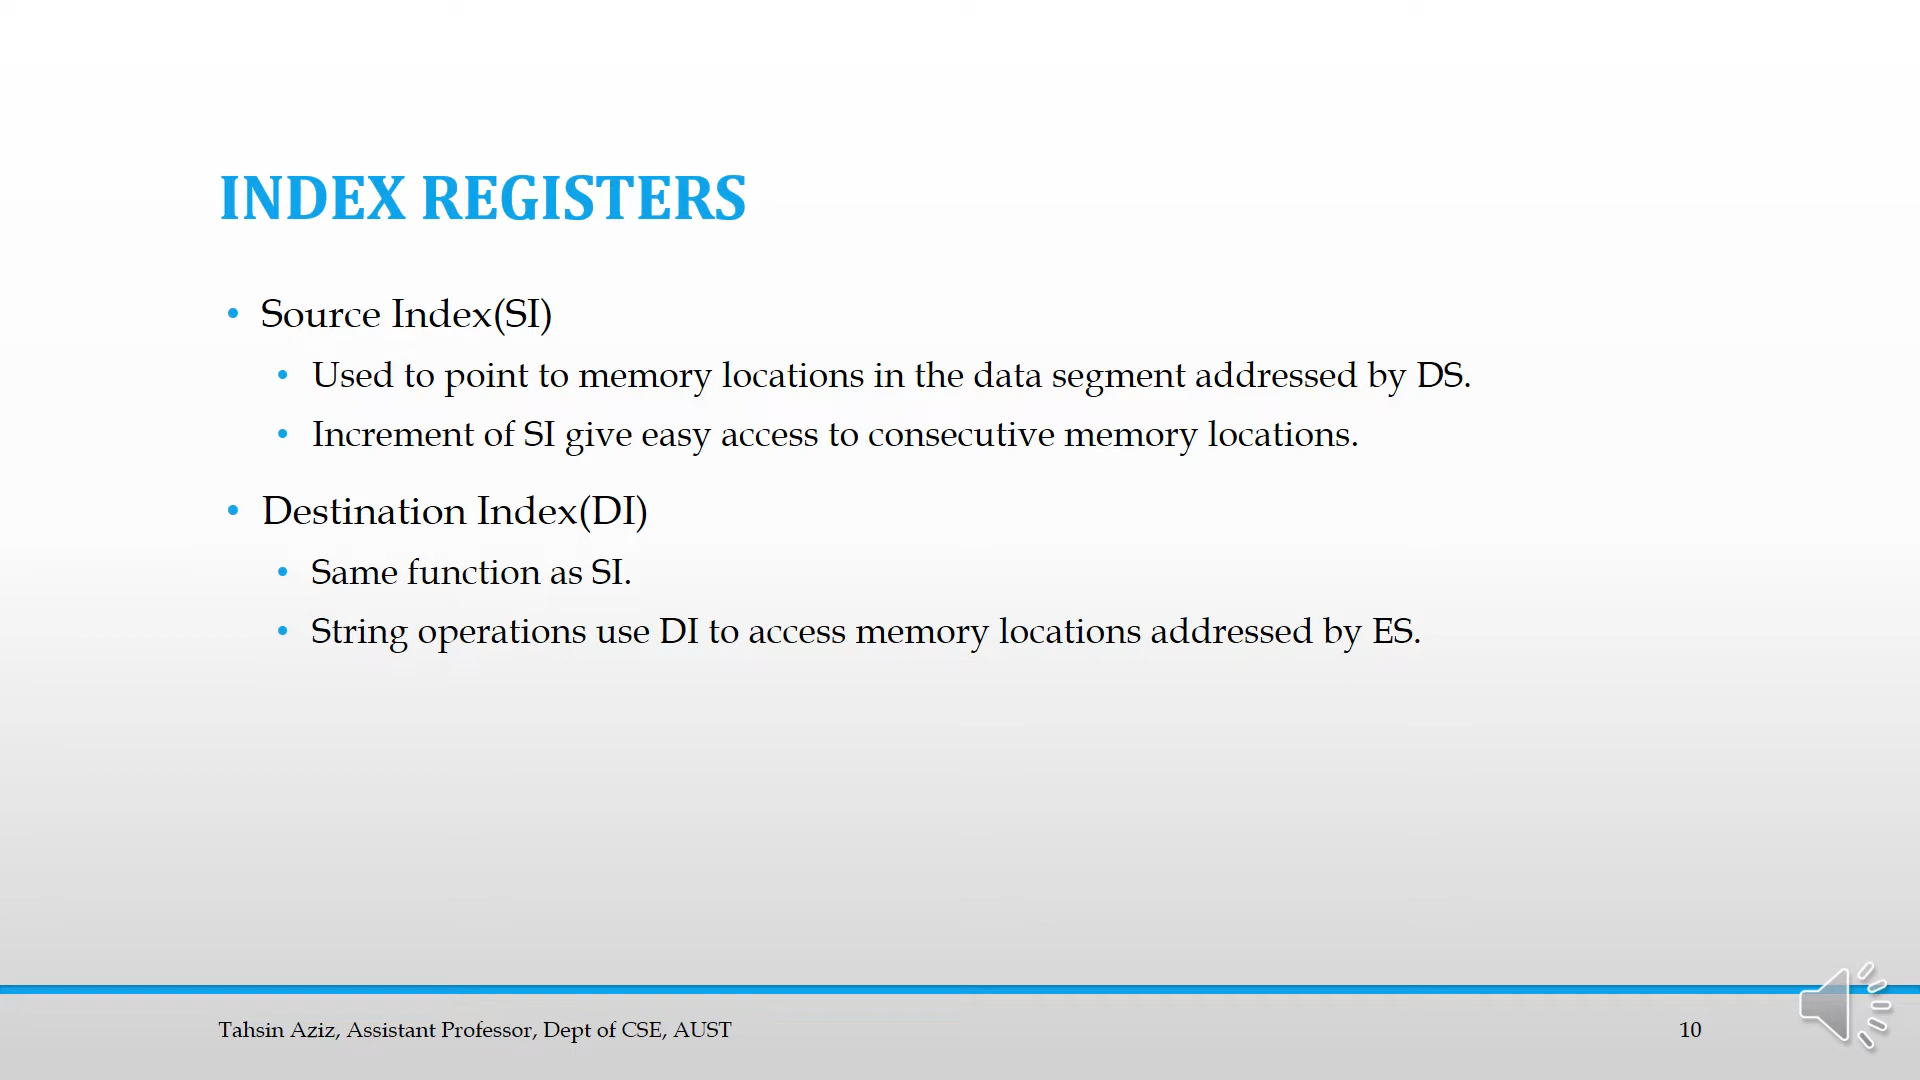 INDEX REGISTERS
• Source Index(SI)
• Used to point to memory locations in the data segment addressed by DS.
• Increment of SI give easy access to consecutive memory locations.
• Destination Index(DI)
• Same function as SI.
• String operations use DI to access memory locations addressed by ES.
Tahsin Aziz, Assistant Professor, Dept of CSE, AUST
10